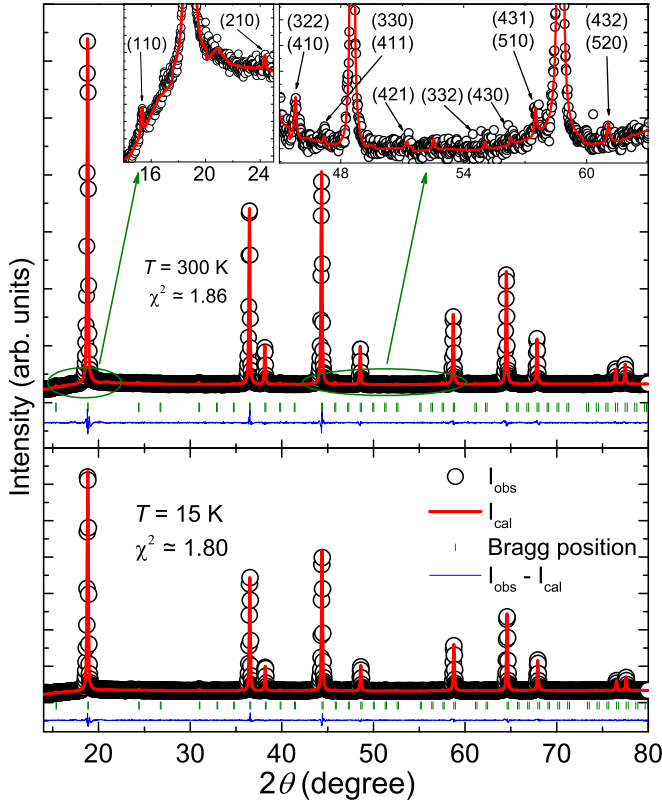 (110)
(210)
(322)
(410)
(330)
(411)
(421)
(332)
(430)
(431)
(510)
(432)
(520)
16 20 24
48 54 60
T = 300 K
χ² ≃ 1.86
Intensity (arb. units)
T = 15 K
χ² ≃ 1.80
I_obs
I_cal
Bragg position
I_obs - I_cal
20 30 40 50 60 70 80
2θ (degree)